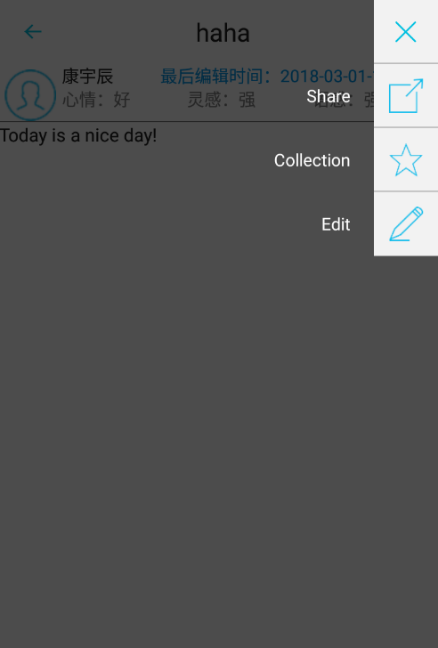 haha
康宇辰 最后编辑时间：2018-03-01-
心情：好 灵感：强
Share
Today is a nice day!
Collection
Edit